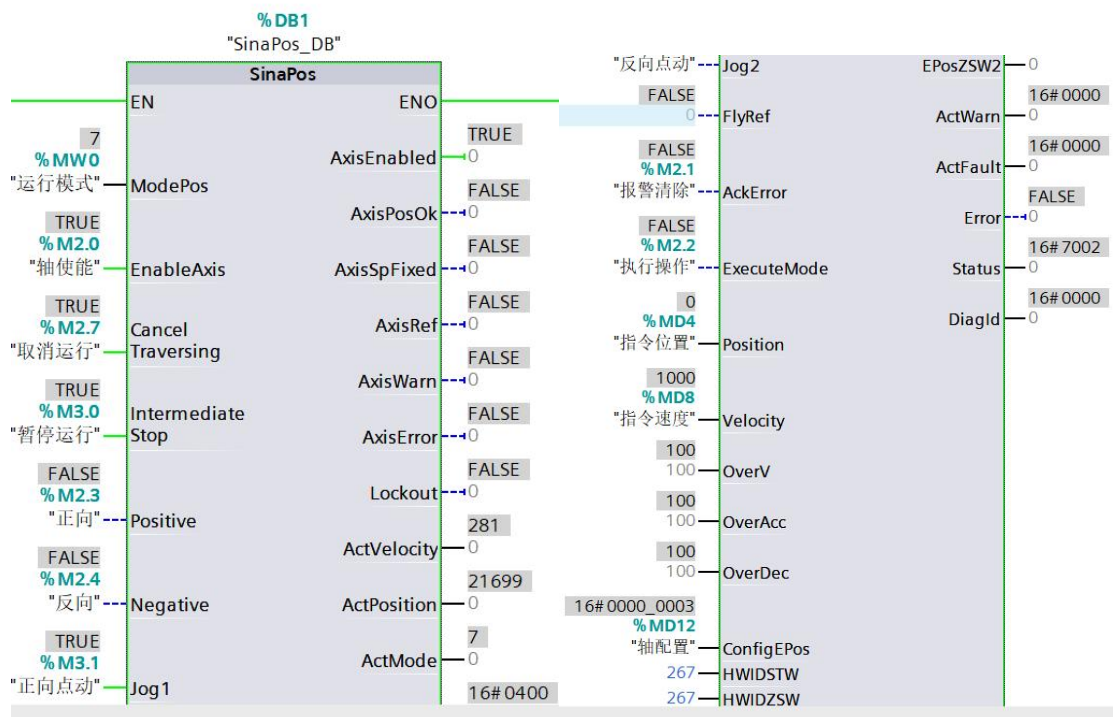 %DB1
"SinaPos_DB"
SinaPos
EN
ENO
7
%MW0
"运行模式"
ModePos
TRUE
%M2.0
"轴使能"
EnableAxis
TRUE
%M2.7
"取消运行"
Cancel
Traversing
TRUE
%M3.0
"暂停运行"
Intermediate
Stop
FALSE
%M2.3
"正向"
Positive
FALSE
%M2.4
"反向"
Negative
TRUE
%M3.1
"正向点动"
Jog1
TRUE
AxisEnabled
0
FALSE
AxisPosOk
0
FALSE
AxisSpFixed
0
FALSE
AxisRef
0
FALSE
AxisWarn
0
FALSE
AxisError
0
FALSE
Lockout
0
281
ActVelocity
0
21699
ActPosition
0
7
ActMode
0
16#0400
"反向点动"
Jog2
FALSE
0
FlyRef
FALSE
%M2.1
"报警清除"
AckError
FALSE
%M2.2
"执行操作"
ExecuteMode
0
%MD4
"指令位置"
Position
1000
%MD8
"指令速度"
Velocity
100
100
OverV
100
100
OverAcc
100
100
OverDec
16#0000_0003
%MD12
"轴配置"
ConfigEPos
267
HWIDSTW
267
HWIDZSW
EPosZSW2
0
16#0000
ActWarn
0
16#0000
ActFault
0
FALSE
Error
0
16#7002
Status
0
16#0000
DiagId
0